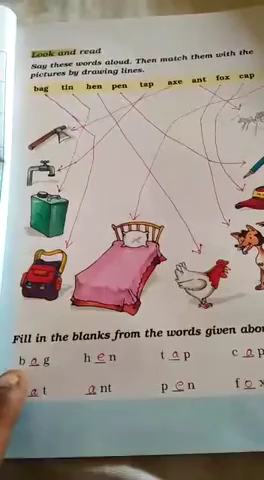 Look and read
Say these words aloud. Then match them with the
pictures by drawing lines.
bag tin hen pen tap axe ant fox cap
Fill in the blanks from the words given abo
b a g h e n t a p c a p
a t a nt p e n f o x